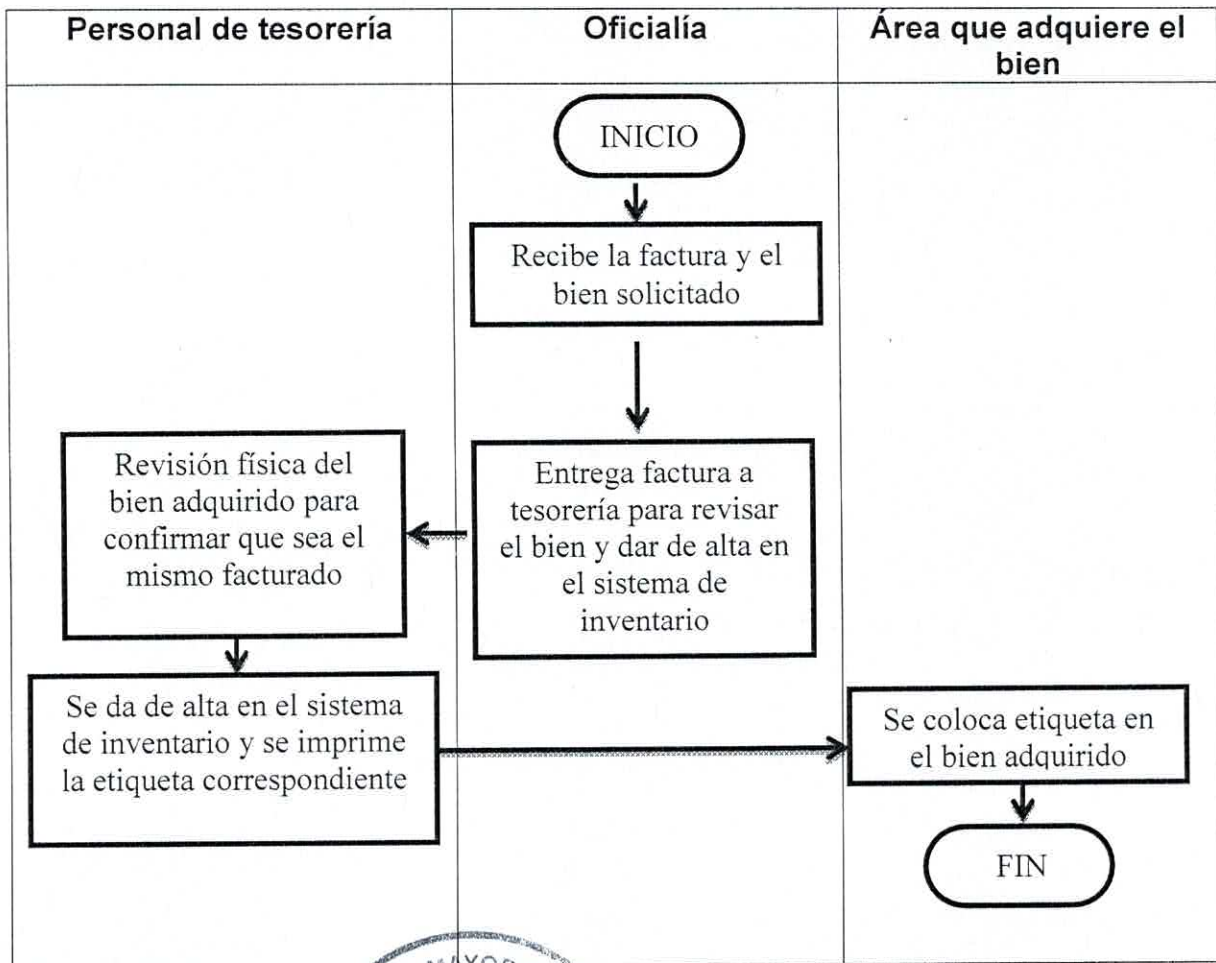 Personal de tesorería
Oficialía
Área que adquiere el
bien
INICIO
Recibe la factura y el
bien solicitado
Entrega factura a
tesorería para revisar
el bien y dar de alta en
el sistema de
inventario
Revisión física del
bien adquirido para
confirmar que sea el
mismo facturado
Se da de alta en el sistema
de inventario y se imprime
la etiqueta correspondiente
Se coloca etiqueta en
el bien adquirido
FIN
MAYOR